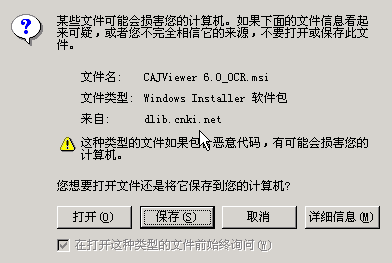 某些文件可能会损害您的计算机。如果下面的文件信息看起
来可疑，或者您不完全相信它的来源，不要打开或保存此文
件。
文件名: CAJViewer 6.0_OCR.msi
文件类型: Windows Installer 软件包
来自: dlib.cnki.net
这种类型的文件如果包含恶意代码，有可能会损害您的
计算机。
您想要打开文件还是将它保存到您的计算机?
打开(O) 保存(S) 取消 详细信息(M)
在打开这种类型的文件前始终询问(W)